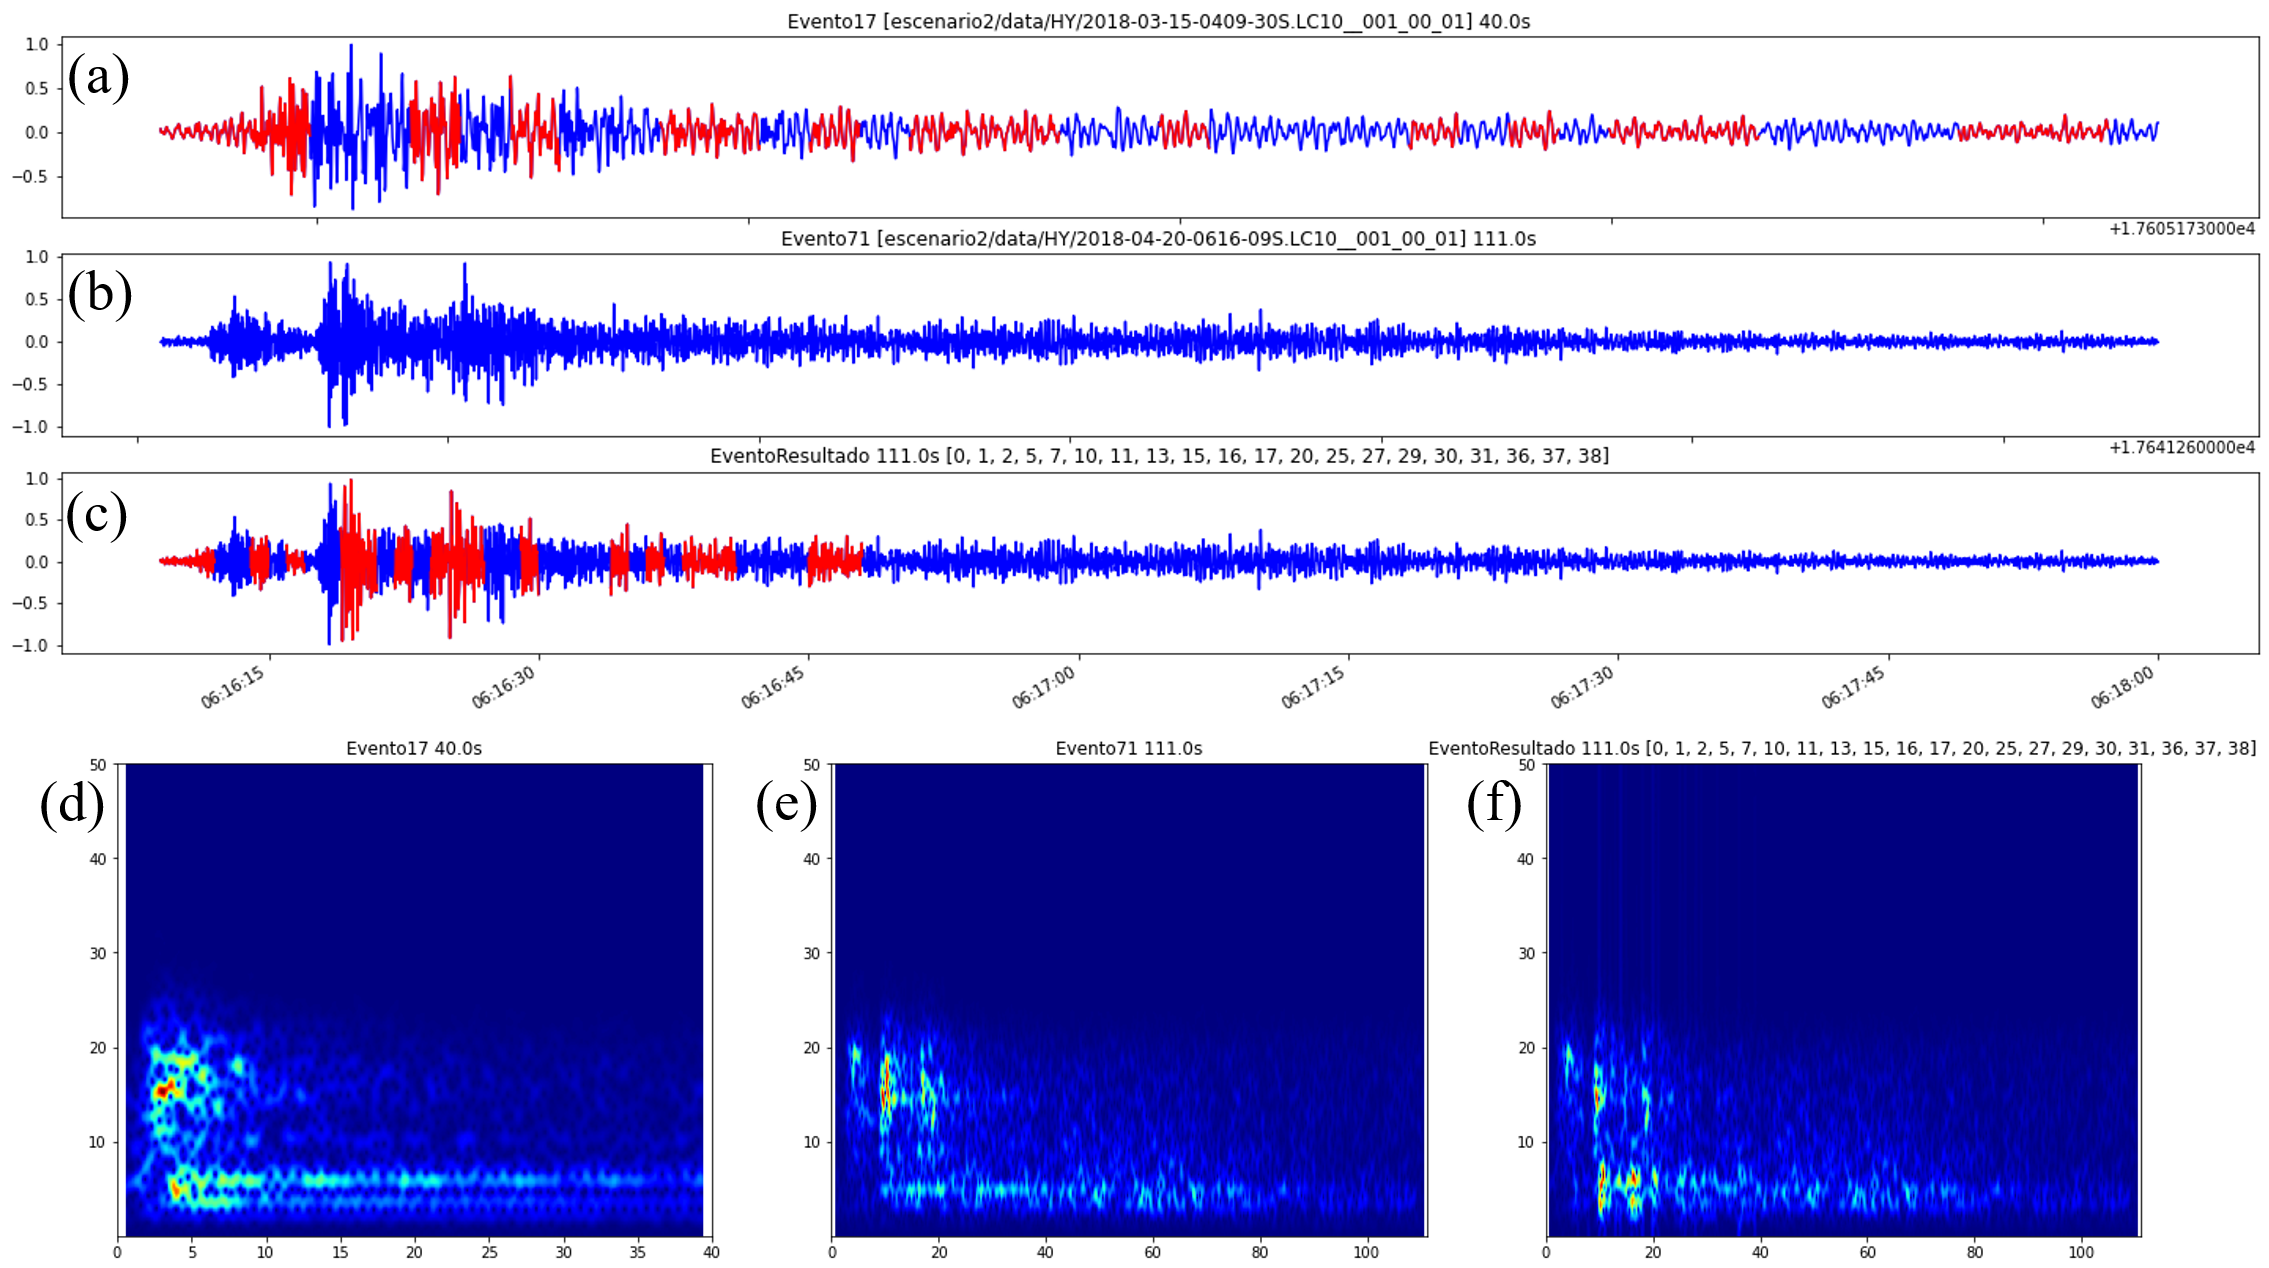 Evento17 [escenario2/data/HY/2018-03-15-0409-30S.LC10__001_00_01] 40.0s
(a)
1.0
0.5
0.0
−0.5
+1.7605173000e4
Evento71 [escenario2/data/HY/2018-04-20-0616-09S.LC10__001_00_01] 111.0s
(b)
1.0
0.5
0.0
−0.5
−1.0
+1.7641260000e4
EventoResultado 111.0s [0, 1, 2, 5, 7, 10, 11, 13, 15, 16, 17, 20, 25, 27, 29, 30, 31, 36, 37, 38]
(c)
1.0
0.5
0.0
−0.5
−1.0
06:16:15 06:16:30 06:16:45 06:17:00 06:17:15 06:17:30 06:17:45 06:18:00
Evento17 40.0s
(d)
50
40
30
20
10
0 5 10 15 20 25 30 35 40
Evento71 111.0s
(e)
50
40
30
20
10
0 20 40 60 80 100
EventoResultado 111.0s [0, 1, 2, 5, 7, 10, 11, 13, 15, 16, 17, 20, 25, 27, 29, 30, 31, 36, 37, 38]
(f)
50
40
30
20
10
0 20 40 60 80 100